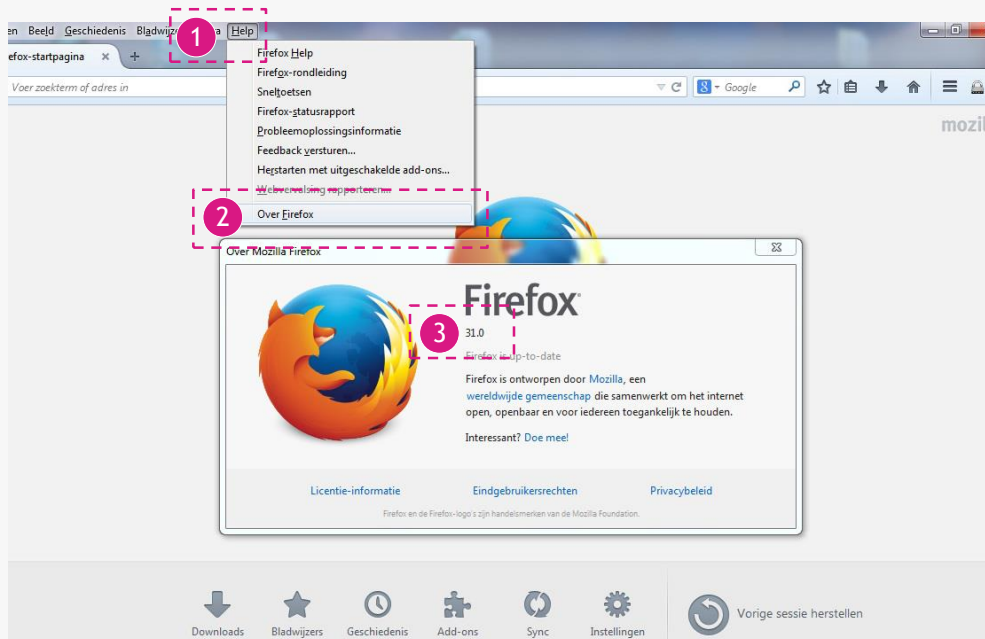 en Beeld Geschiedenis Bladwijze a Help
1
efox-startpagina × +
Voer zoekterm of adres in
8 Google
mozil
Firefox Help
Firefox-rondleiding
Sneltoetsen
Firefox-statusrapport
Probleemoplossingsinformatie
Feedback versturen...
Herstarten met uitgeschakelde add-ons...
Webvervalsing rapporteren...
2
Over Firefox
Over Mozilla Firefox
Firefox
3
31.0
Firefox is up-to-date
Firefox is ontworpen door Mozilla, een
wereldwijde gemeenschap die samenwerkt om het internet
open, openbaar en voor iedereen toegankelijk te houden.
Interessant? Doe mee!
Licentie-informatie Eindgebruikersrechten Privacybeleid
Firefox en de Firefox-logo's zijn handelsmerken van de Mozilla Foundation.
Downloads Bladwijzers Geschiedenis Add-ons Sync Instellingen Vorige sessie herstellen